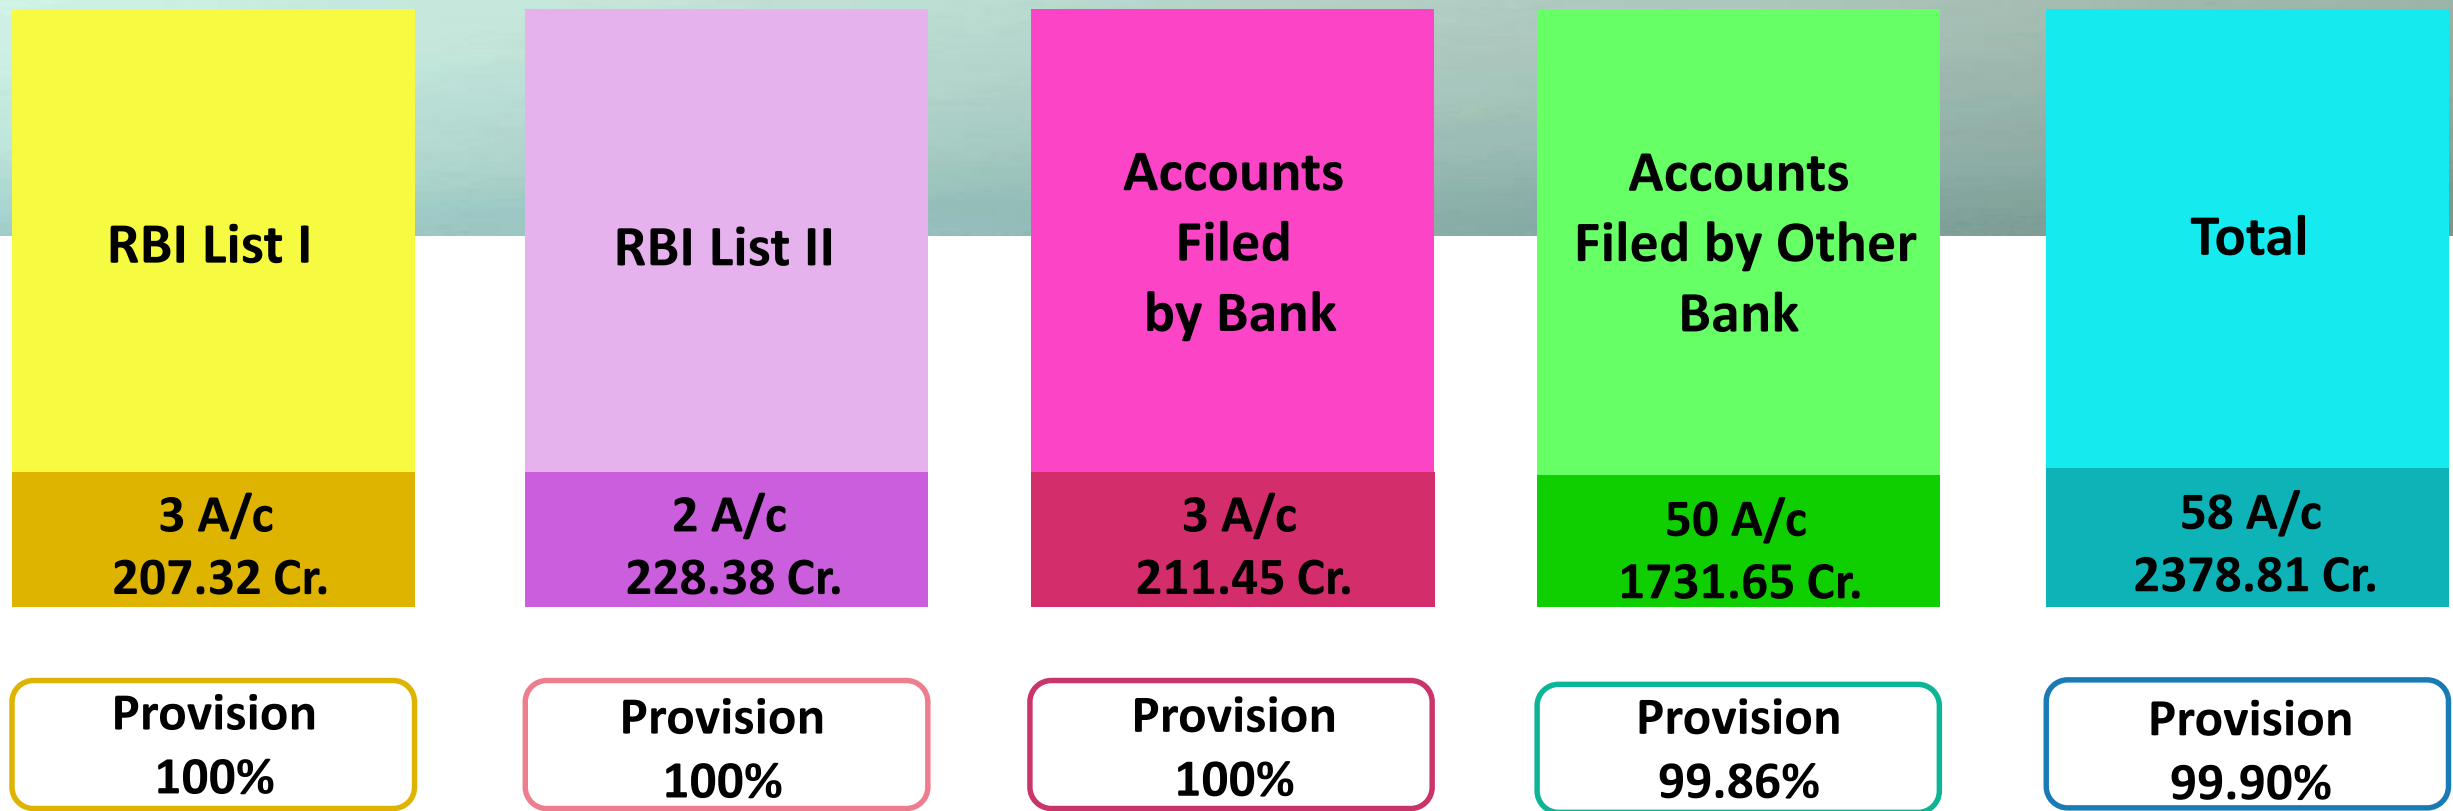 RBI List I
3 A/c
207.32 Cr.
Provision
100%
RBI List II
2 A/c
228.38 Cr.
Provision
100%
Accounts
Filed
by Bank
3 A/c
211.45 Cr.
Provision
100%
Accounts
Filed by Other
Bank
50 A/c
1731.65 Cr.
Provision
99.86%
Total
58 A/c
2378.81 Cr.
Provision
99.90%